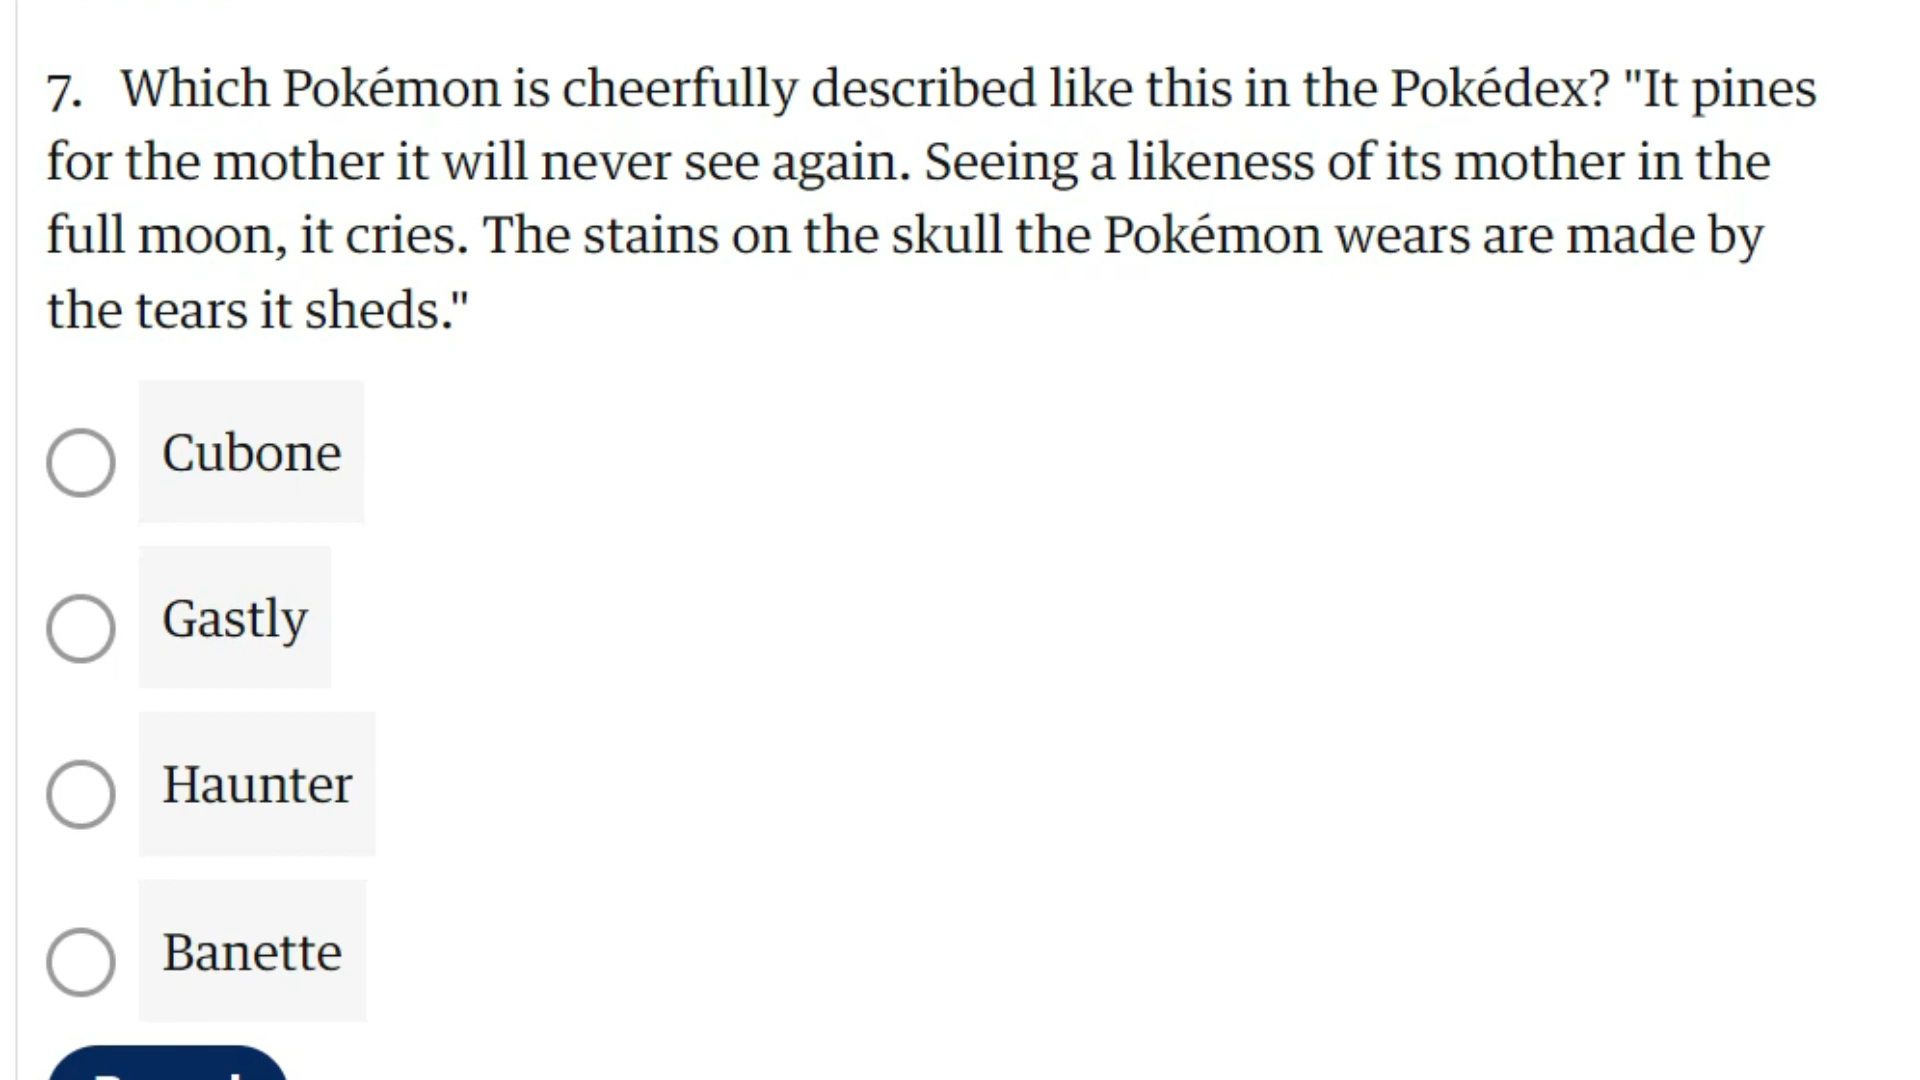 7. Which Pokémon is cheerfully described like this in the Pokédex? "It pines
for the mother it will never see again. Seeing a likeness of its mother in the
full moon, it cries. The stains on the skull the Pokémon wears are made by
the tears it sheds."
Cubone
Gastly
Haunter
Banette